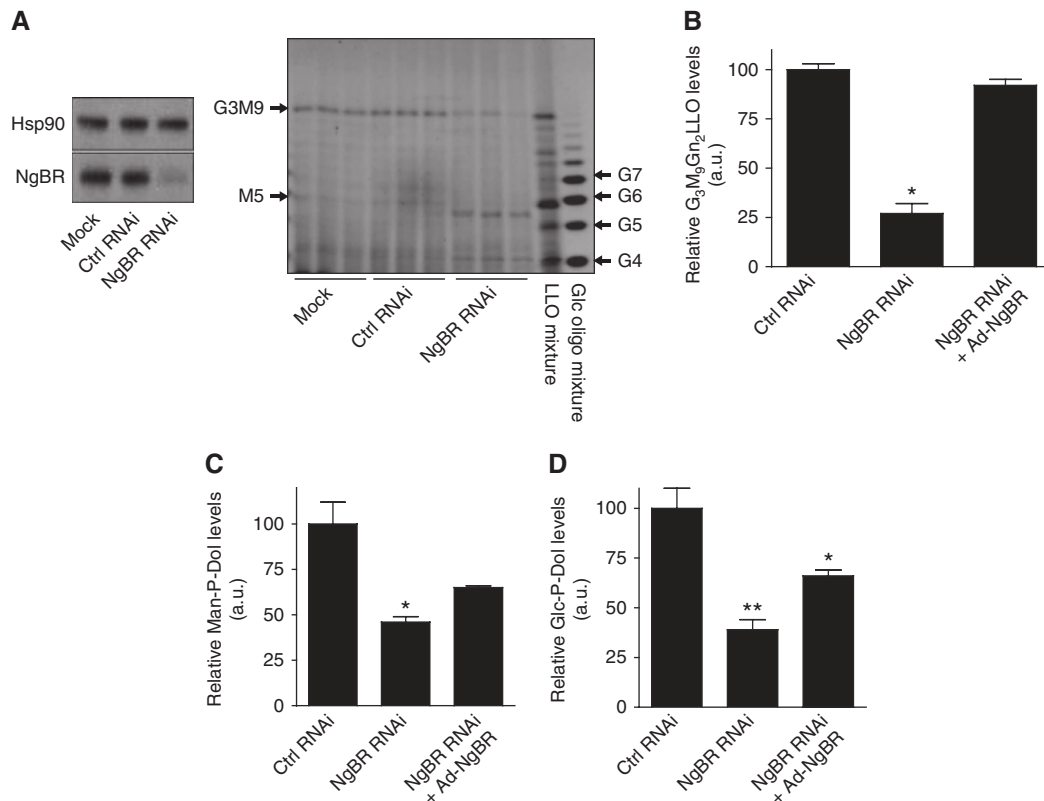 A
Hsp90
NgBR
Mock
Ctrl RNAi
NgBR RNAi
G3M9
M5
G7
G6
G5
G4
Mock
Ctrl RNAi
NgBR RNAi
LLO mixture
Glc oligo mixture
B
Relative G3M9Gn2LLO levels
(a.u.)
100
75
50
25
0
*
Ctrl RNAi
NgBR RNAi
NgBR RNAi
+ Ad-NgBR
C
Relative Man-P-Dol levels
(a.u.)
100
75
50
25
0
*
Ctrl RNAi
NgBR RNAi
NgBR RNAi
+ Ad-NgBR
D
Relative Glc-P-Dol levels
(a.u.)
100
75
50
25
0
**
*
Ctrl RNAi
NgBR RNAi
NgBR RNAi
+ Ad-NgBR